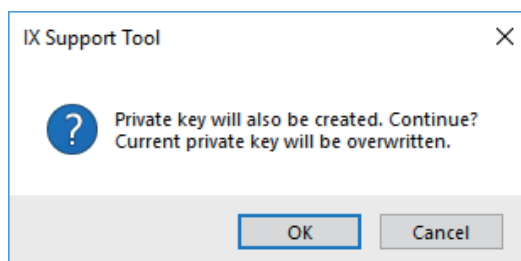 IX Support Tool
Private key will also be created. Continue?
Current private key will be overwritten.
OK
Cancel